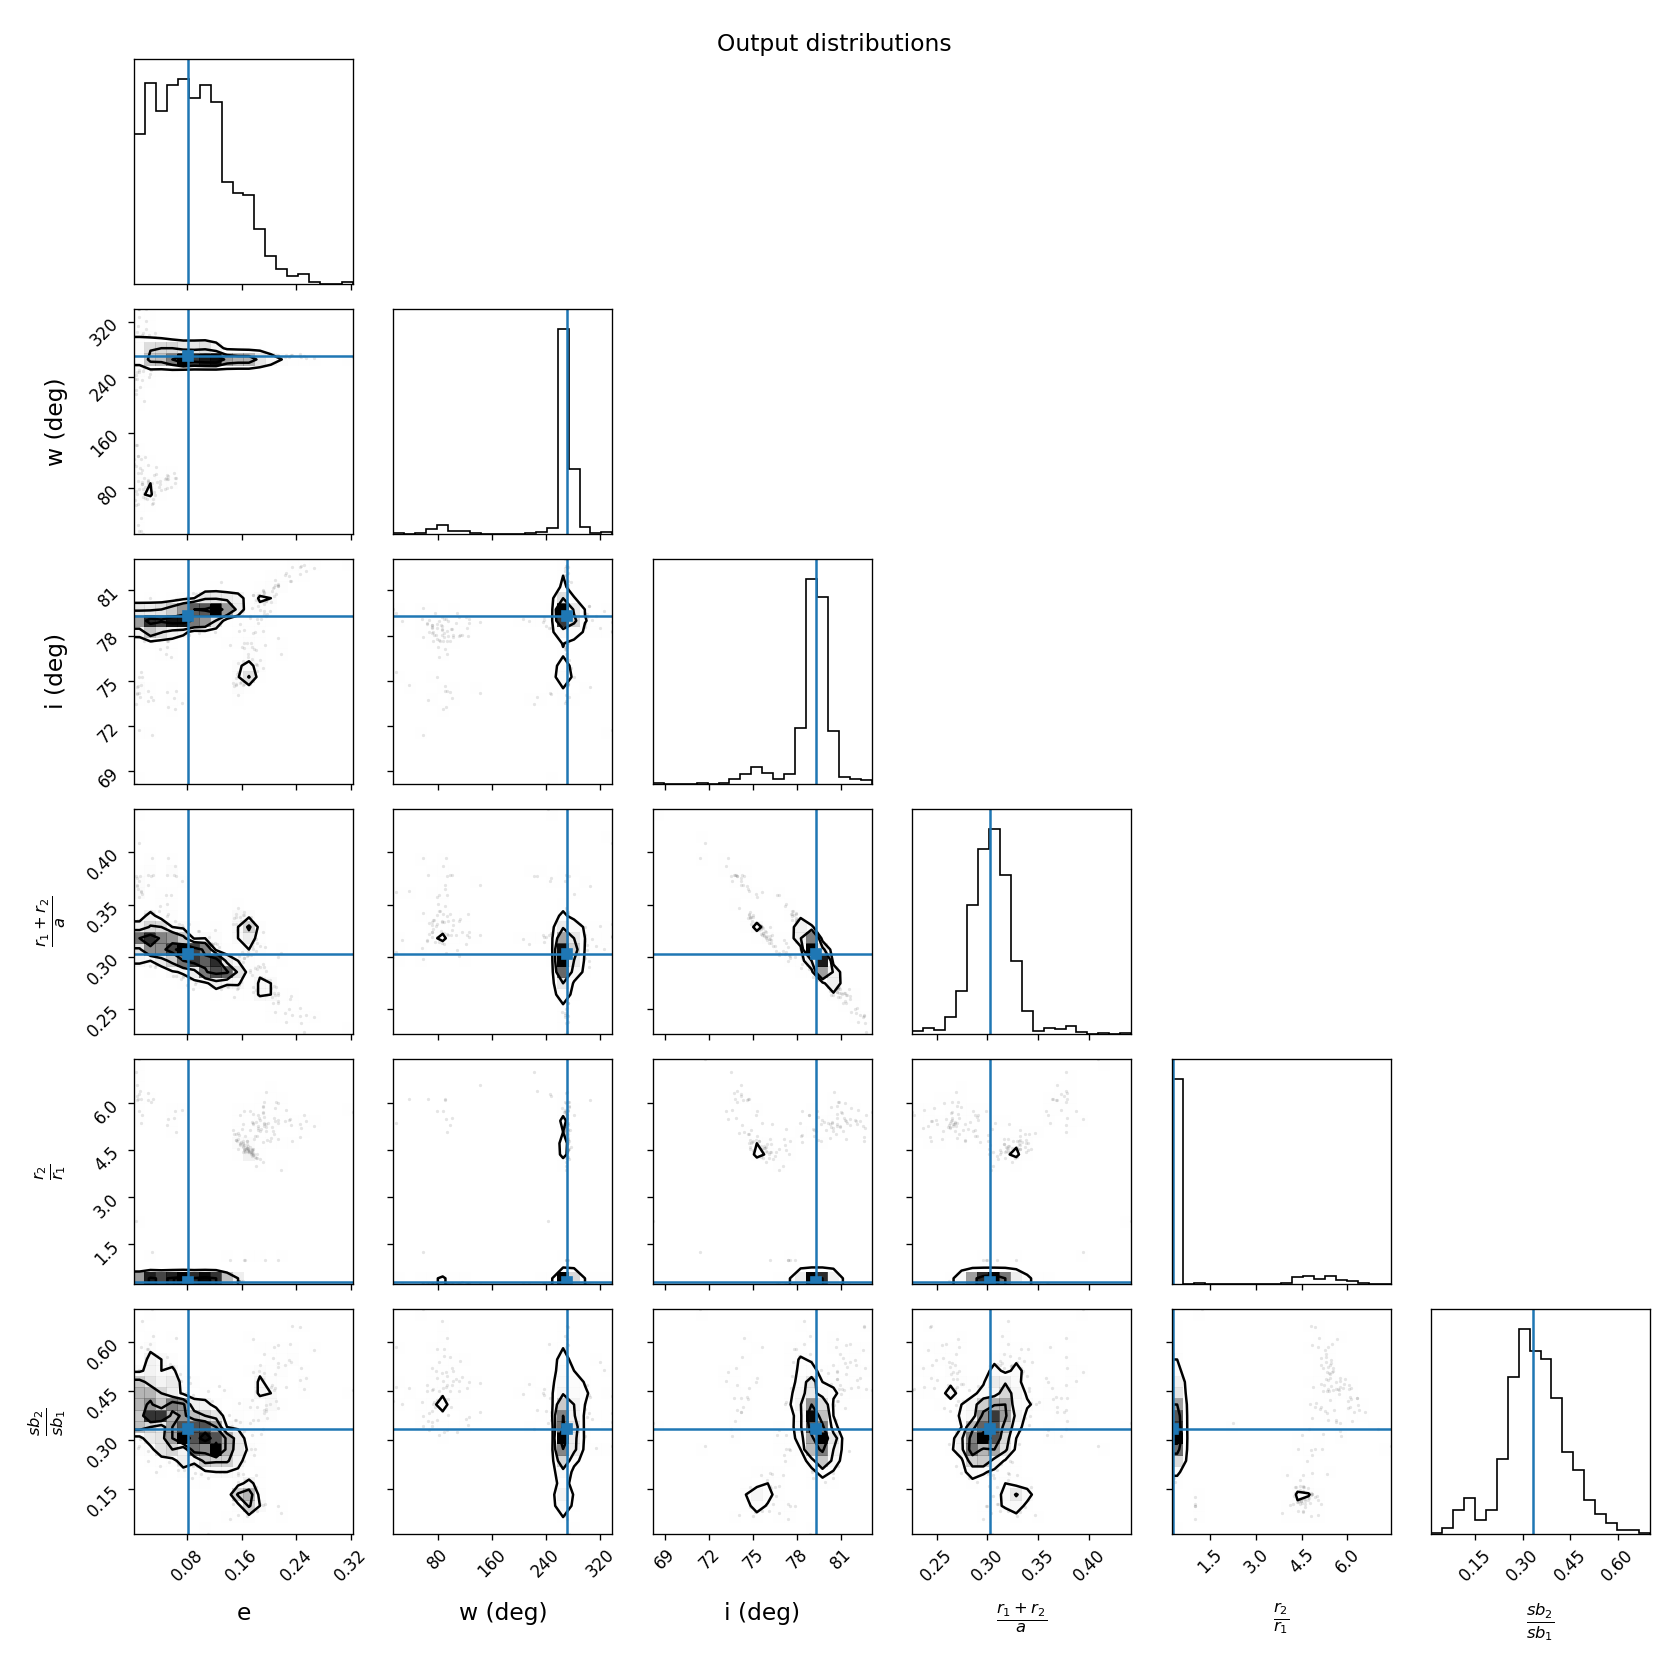 Output distributions
w (deg)
320
240
160
80
i (deg)
81
78
75
72
69
r₁ + r₂
a
0.40
0.35
0.30
0.25
r₂
r₁
6.0
4.5
3.0
1.5
sb₂
sb₁
0.60
0.45
0.30
0.15
0.08 0.16 0.24 0.32 80 160 240 320 69 72 75 78 81 0.25 0.30 0.35 0.40 1.5 3.0 4.5 6.0 0.15 0.30 0.45 0.60
e w (deg) i (deg)
r₁ + r₂
a
r₂
r₁
sb₂
sb₁